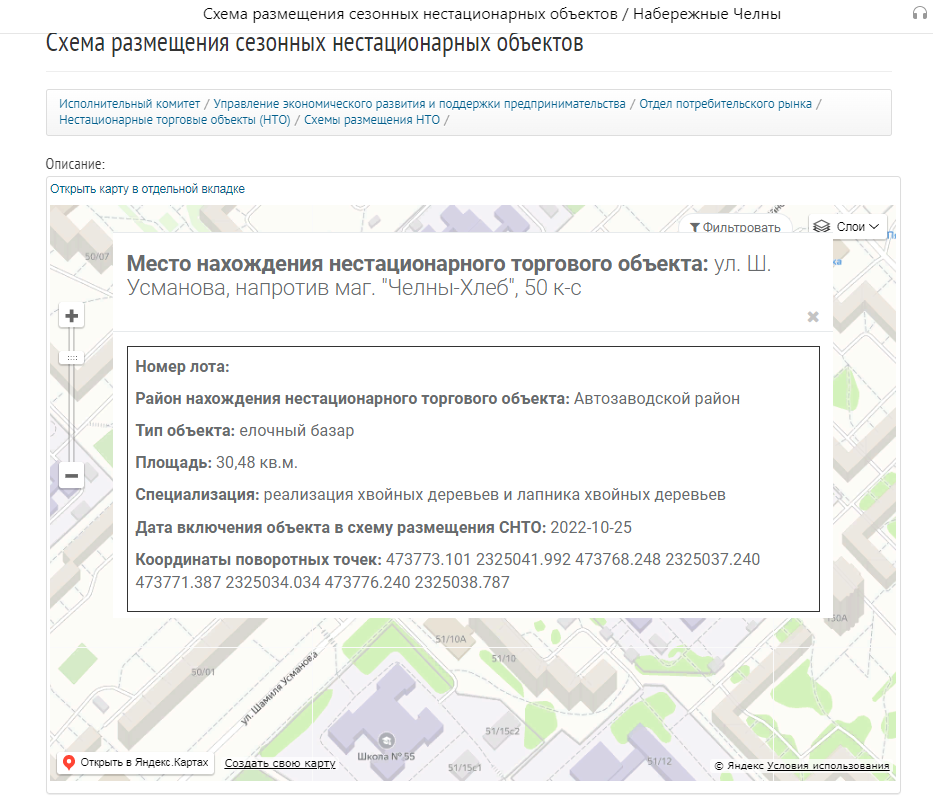 Схема размещения сезонных нестационарных объектов / Набережные Челны
Схема размещения сезонных нестационарных объектов
Исполнительный комитет / Управление экономического развития и поддержки предпринимательства / Отдел потребительского рынка /
Нестационарные торговые объекты (НТО) / Схемы размещения НТО /
Описание:
Открыть карту в отдельной вкладке
Фильтровать
Слои
50/07
Место нахождения нестационарного торгового объекта: ул. Ш.
Усманова, напротив маг. "Челны-Хлеб", 50 к-с
Номер лота:
Район нахождения нестационарного торгового объекта: Автозаводской район
Тип объекта: елочный базар
Площадь: 30,48 кв.м.
Специализация: реализация хвойных деревьев и лапника хвойных деревьев
Дата включения объекта в схему размещения СНТО: 2022-10-25
Координаты поворотных точек: 473773.101 2325041.992 473768.248 2325037.240
473771.387 2325034.034 473776.240 2325038.787
51/10А
51/10
50/01
ул. Шамиля Усманова
51/15с2
Школа № 55
51/15с1
51/12
Открыть в Яндекс.Картах
Создать свою карту
© Яндекс Условия использования